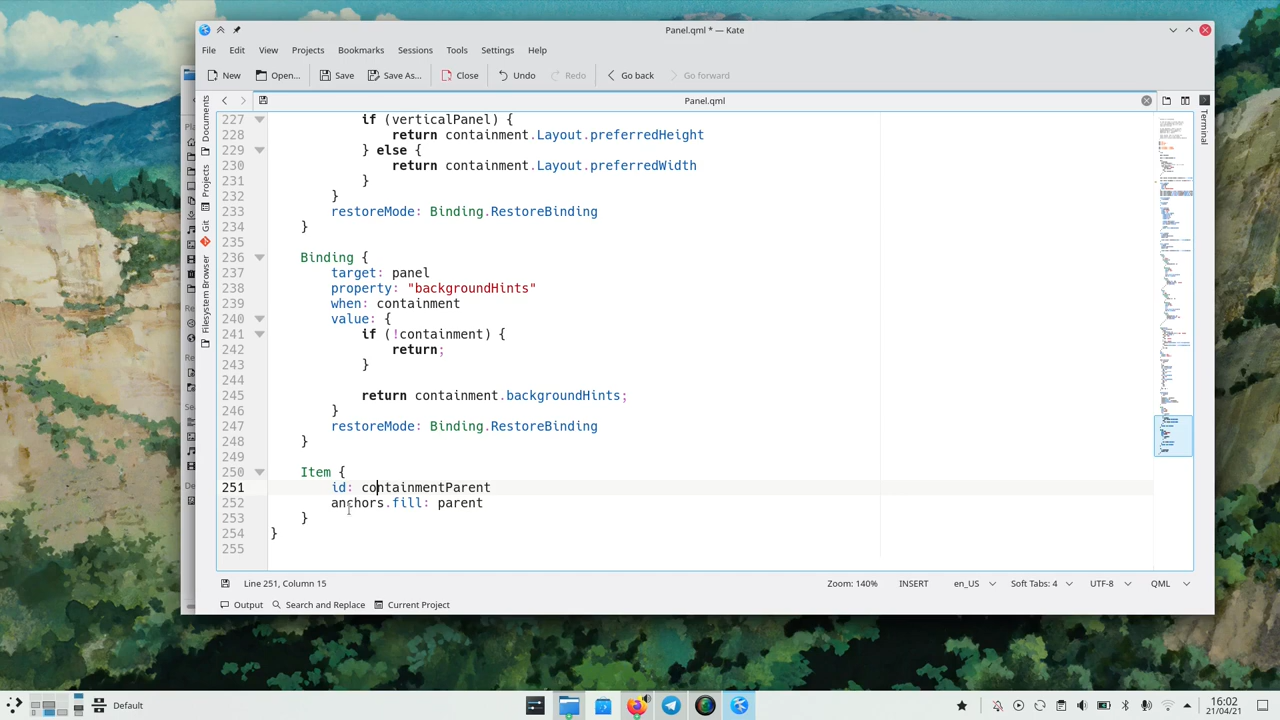 Panel.qml * — Kate
File Edit View Projects Bookmarks Sessions Tools Settings Help
New Open... Save Save As... Close Undo Redo Go back Go forward
Panel.qml
Documents
Projects
Git
Filesystem Browser
Terminal
227 if (verticalPanel) {
228 return containment.Layout.preferredHeight
229 } else {
230 return containment.Layout.preferredWidth
231 }
232 }
233 restoreMode: Binding.RestoreBinding
234 }
235
236 Binding {
237 target: panel
238 property: "backgroundHints"
239 when: containment
240 value: {
241 if (!containment) {
242 return;
243 }
244
245 return containment.backgroundHints;
246 }
247 restoreMode: Binding.RestoreBinding
248 }
249
250 Item {
251 id: containmentParent
252 anchors.fill: parent
253 }
254 }
255
Line 251, Column 15 Zoom: 140% INSERT en_US Soft Tabs: 4 UTF-8 QML
Output Search and Replace Current Project
Default
16:02
21/04/21